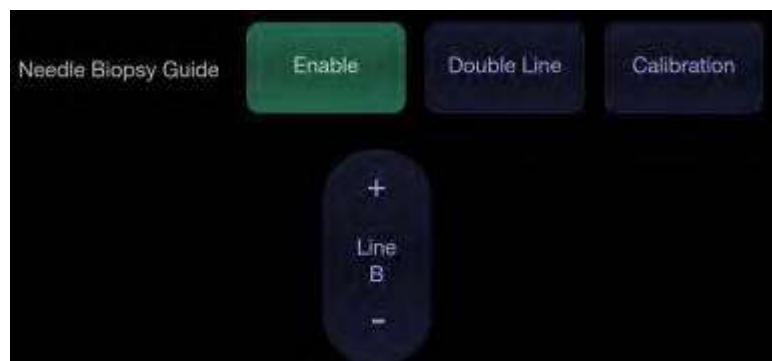 Needle Biopsy Guide
Enable
Double Line
Calibration
+
Line
B
-